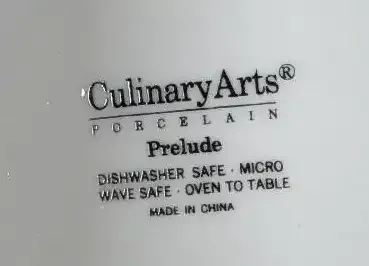 CulinaryArts®
PORCELAIN
Prelude
DISHWASHER SAFE · MICRO
WAVE SAFE · OVEN TO TABLE
MADE IN CHINA